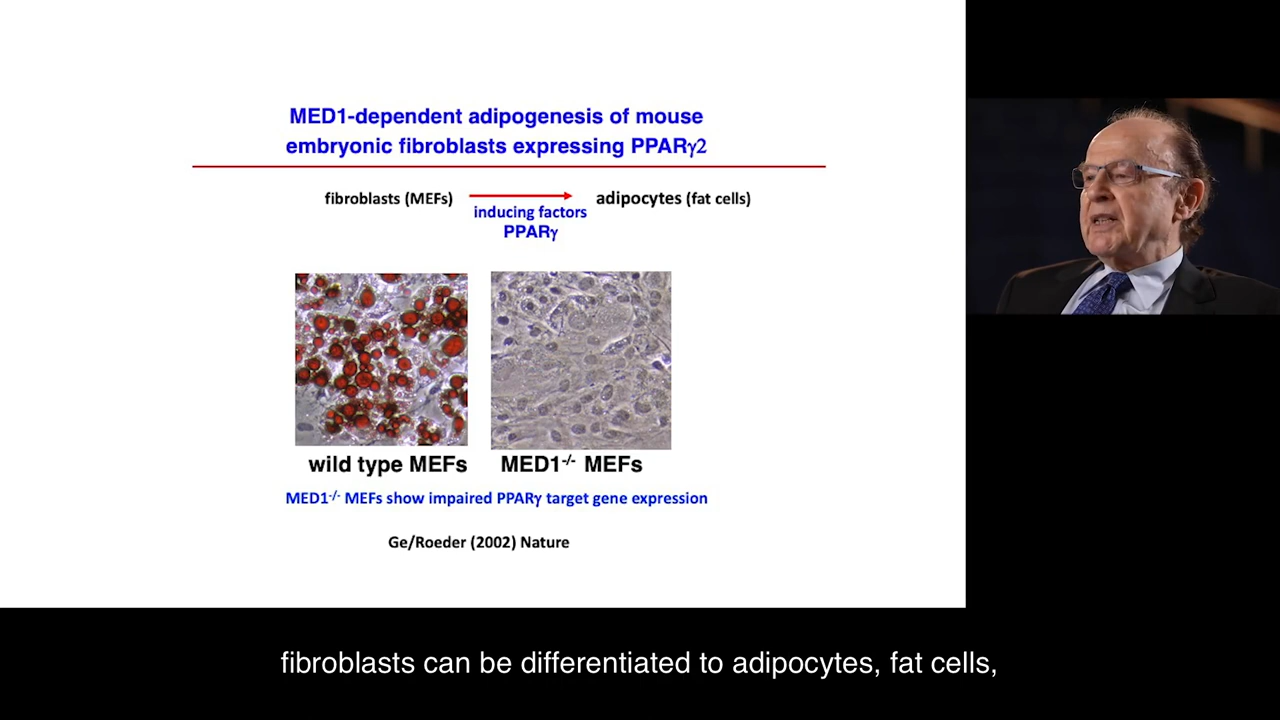 MED1-dependent adipogenesis of mouse
embryonic fibroblasts expressing PPARγ2
fibroblasts (MEFs)
adipocytes (fat cells)
inducing factors
PPARγ
wild type MEFs
MED1-/- MEFs
MED1-/- MEFs show impaired PPARγ target gene expression
Ge/Roeder (2002) Nature
fibroblasts can be differentiated to adipocytes, fat cells,